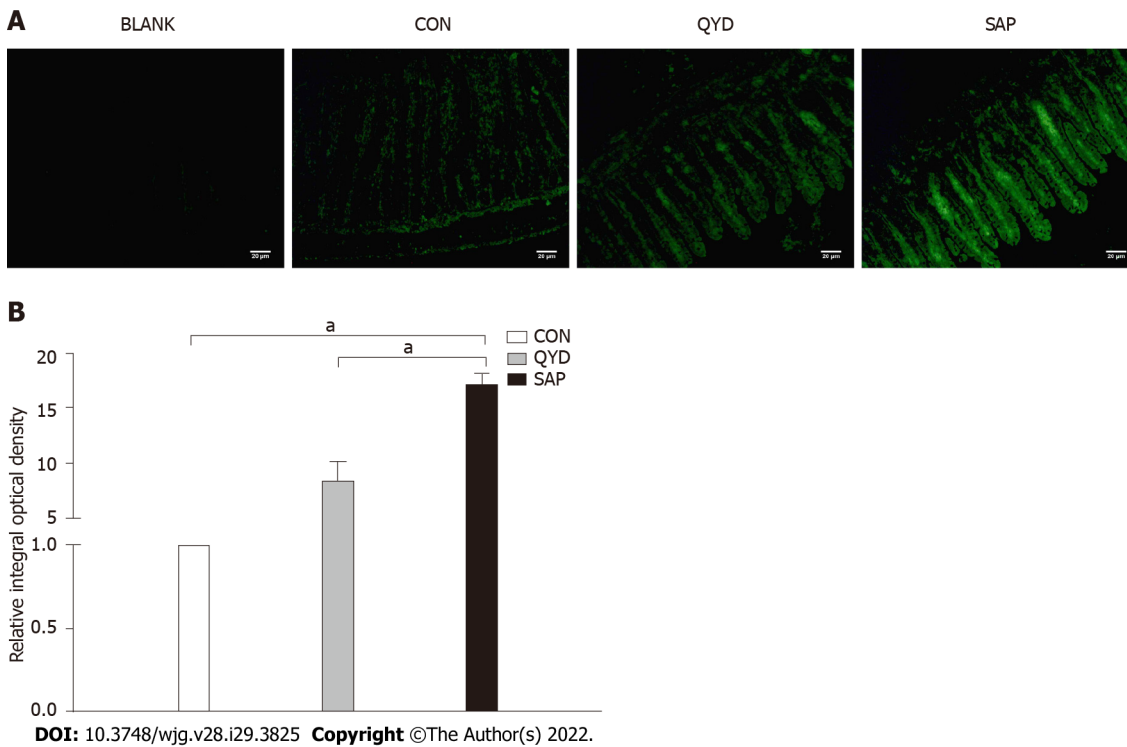 A
BLANK CON QYD SAP
20 μm 20 μm 20 μm 20 μm
B
a
a
CON
QYD
SAP
Relative integral optical density
20
15
10
5
1.0
0.5
0.0
DOI: 10.3748/wjg.v28.i29.3825 Copyright ©The Author(s) 2022.